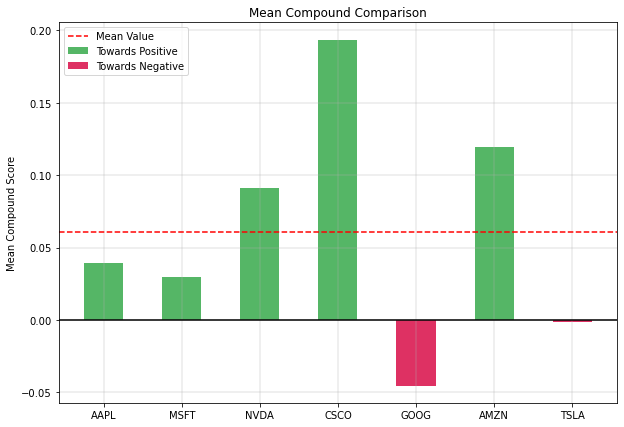 Mean Compound Comparison
Mean Value
Towards Positive
Towards Negative
Mean Compound Score
0.20
0.15
0.10
0.05
0.00
−0.05
AAPL MSFT NVDA CSCO GOOG AMZN TSLA